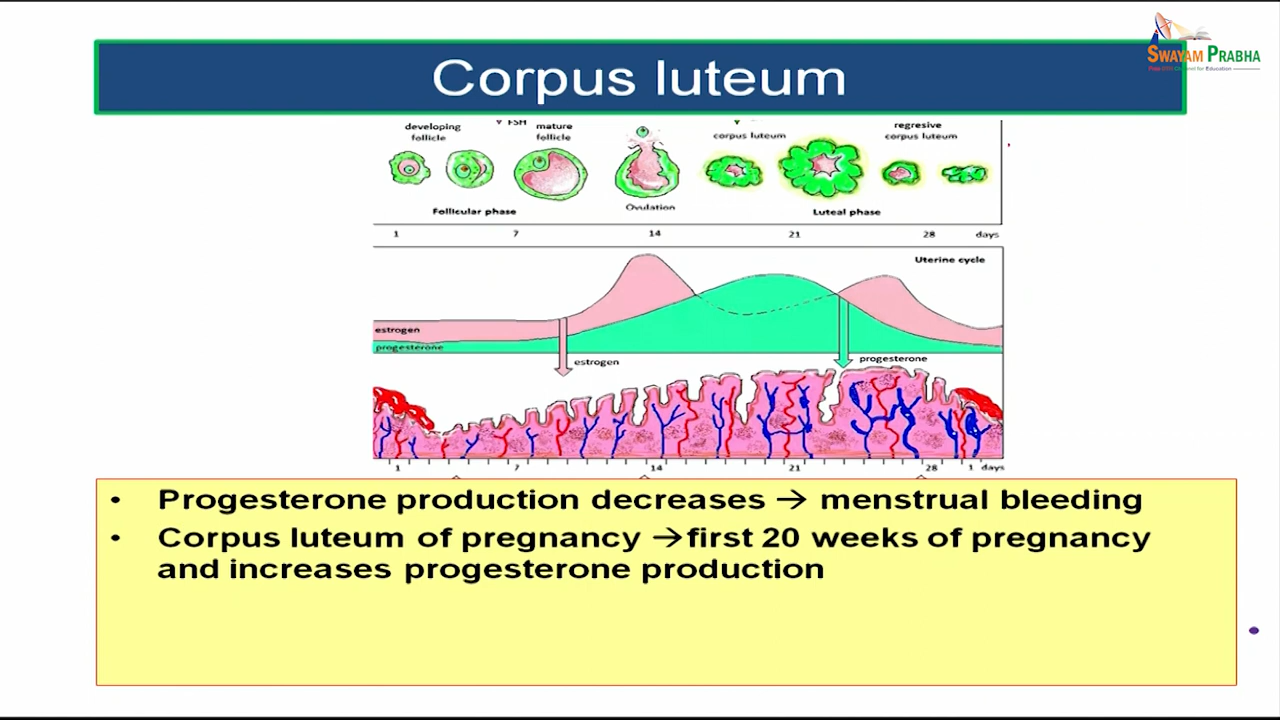 SWAYAM PRABHA
Corpus luteum
developing
follicle
FSH
mature
follicle
corpus luteum
regresive
corpus luteum
Follicular phase
Ovulation
Luteal phase
1 7 14 21 28 days
Uterine cycle
estrogen
progesterone
estrogen
progesterone
1 7 14 21 28 1 days
• Progesterone production decreases → menstrual bleeding
• Corpus luteum of pregnancy →first 20 weeks of pregnancy
and increases progesterone production